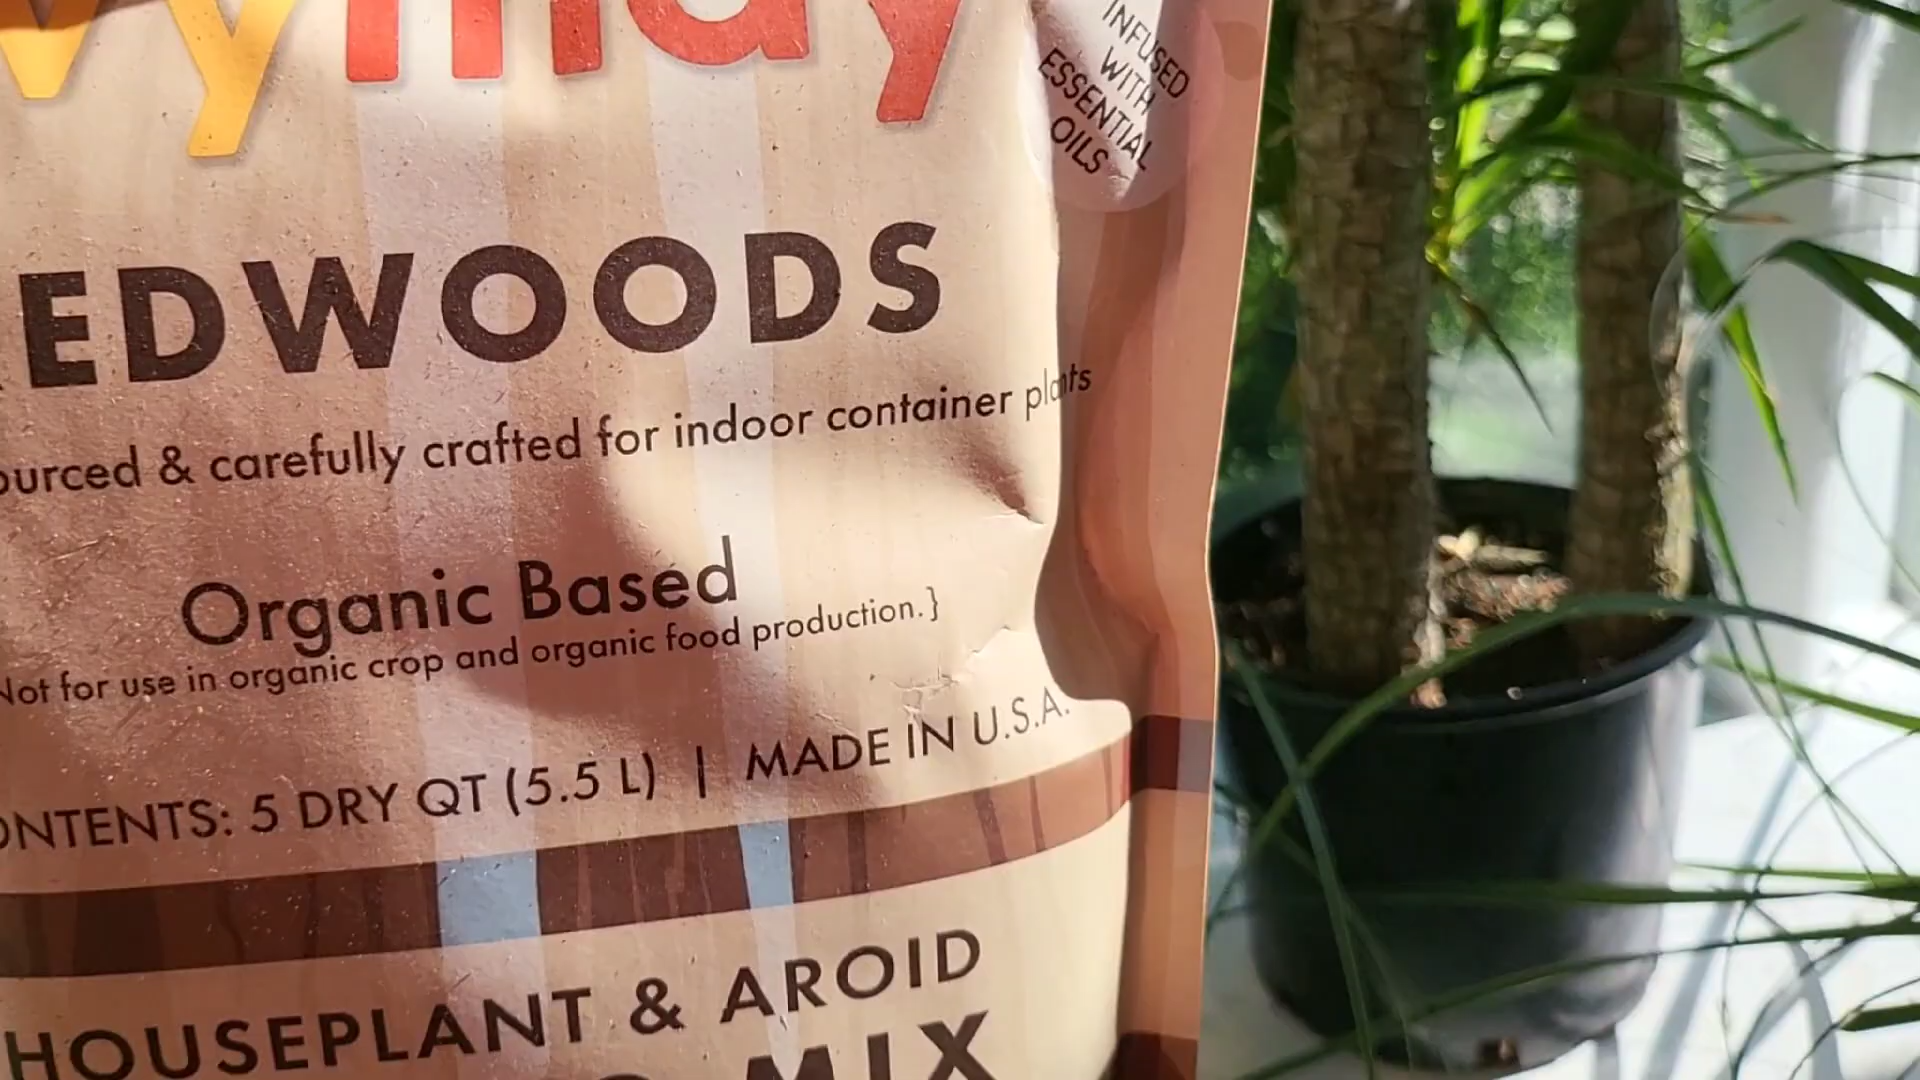 INFUSED
WITH
ESSENTIAL
OILS
EDWOODS
ourced & carefully crafted for indoor container plants
Organic Based
Not for use in organic crop and organic food production.}
ONTENTS: 5 DRY QT (5.5 L) | MADE IN U.S.A.
HOUSEPLANT & AROID
MIX